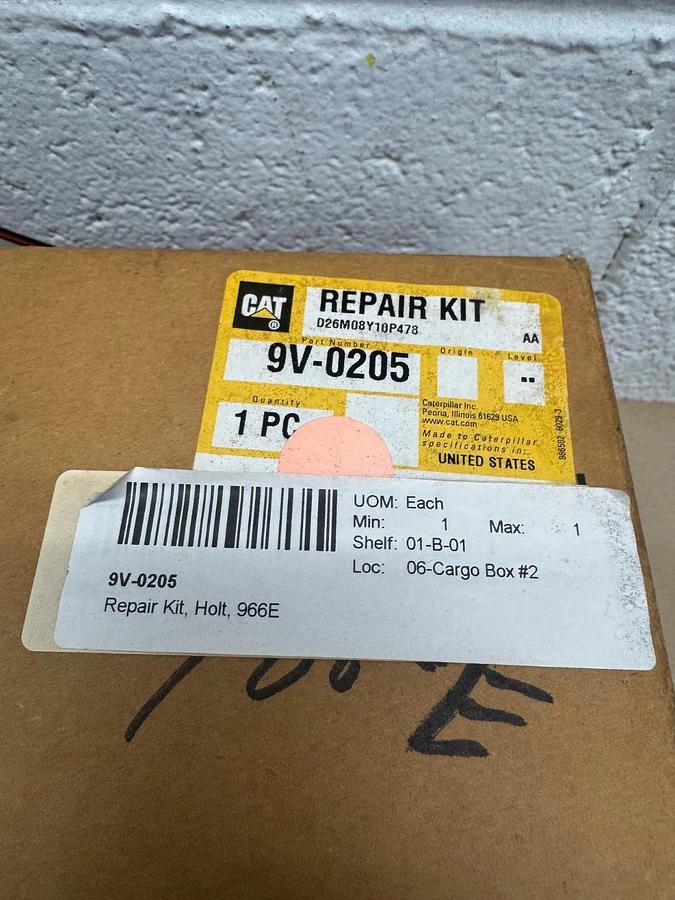 CAT
®
REPAIR KIT
D26M08Y10P478
AA
Part Number
Origin
Level
9V-0205
--
Quantity
1 PC
Caterpillar Inc.
Peoria, Illinois 61629 USA
www.cat.com
Made to Caterpillar
specifications in:
UNITED STATES
UOM: Each
Min: 1 Max: 1
Shelf: 01-B-01
Loc: 06-Cargo Box #2
9V-0205
Repair Kit, Holt, 966E
E